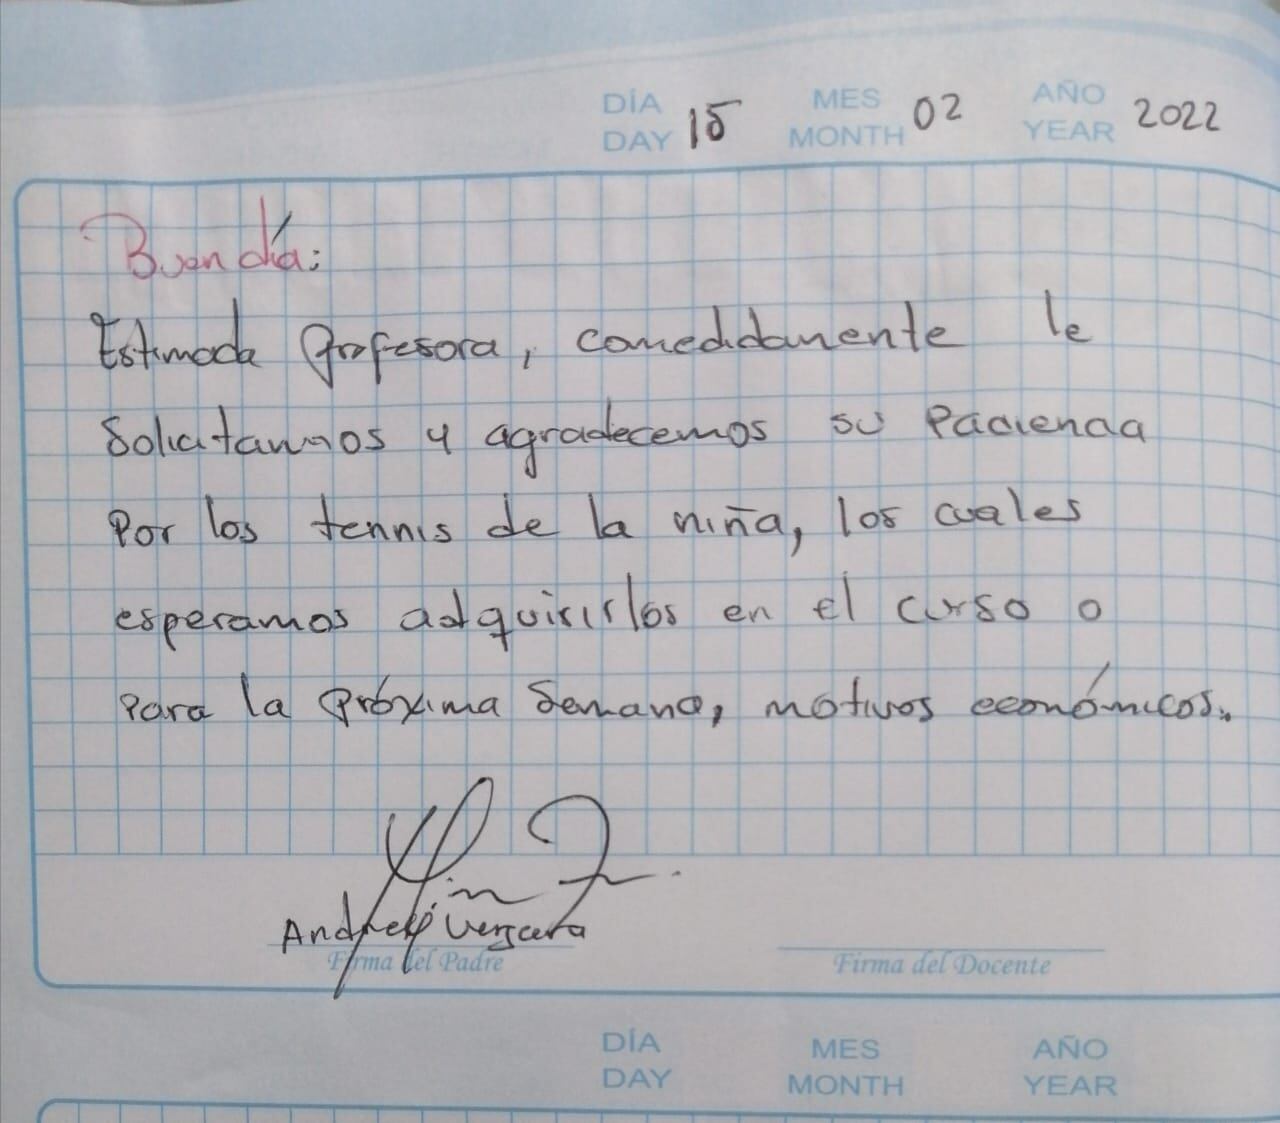 DÍA
DAY 15 MES
MONTH 02 AÑO
YEAR 2022
Buen día:
Estimada Profesora, comedidamente le
Solicitamos y agradecemos su Paciencia
Por los tennis de la niña, los cuales
esperamos adquirirlos en el curso o
Para la Próxima Semana, motivos económicos.
Vergara
Firma del Padre Firma del Docente
DÍA MES AÑO
DAY MONTH YEAR